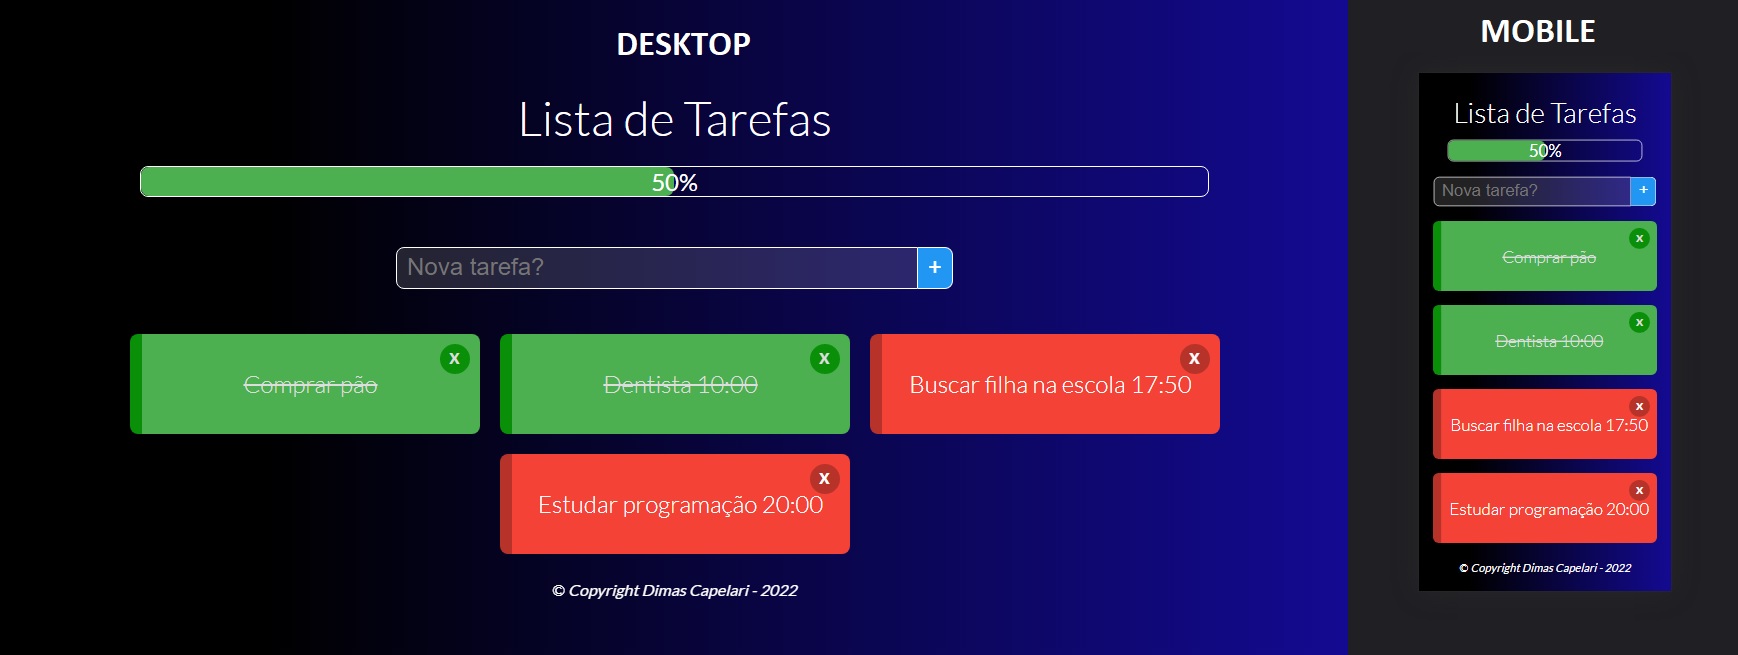 DESKTOP
Lista de Tarefas
50%
Nova tarefa?
+
x
Comprar pão
x
Dentista 10:00
x
Buscar filha na escola 17:50
x
Estudar programação 20:00
© Copyright Dimas Capelari - 2022
MOBILE
Lista de Tarefas
50%
Nova tarefa?
+
x
Comprar pão
x
Dentista 10:00
x
Buscar filha na escola 17:50
x
Estudar programação 20:00
© Copyright Dimas Capelari - 2022